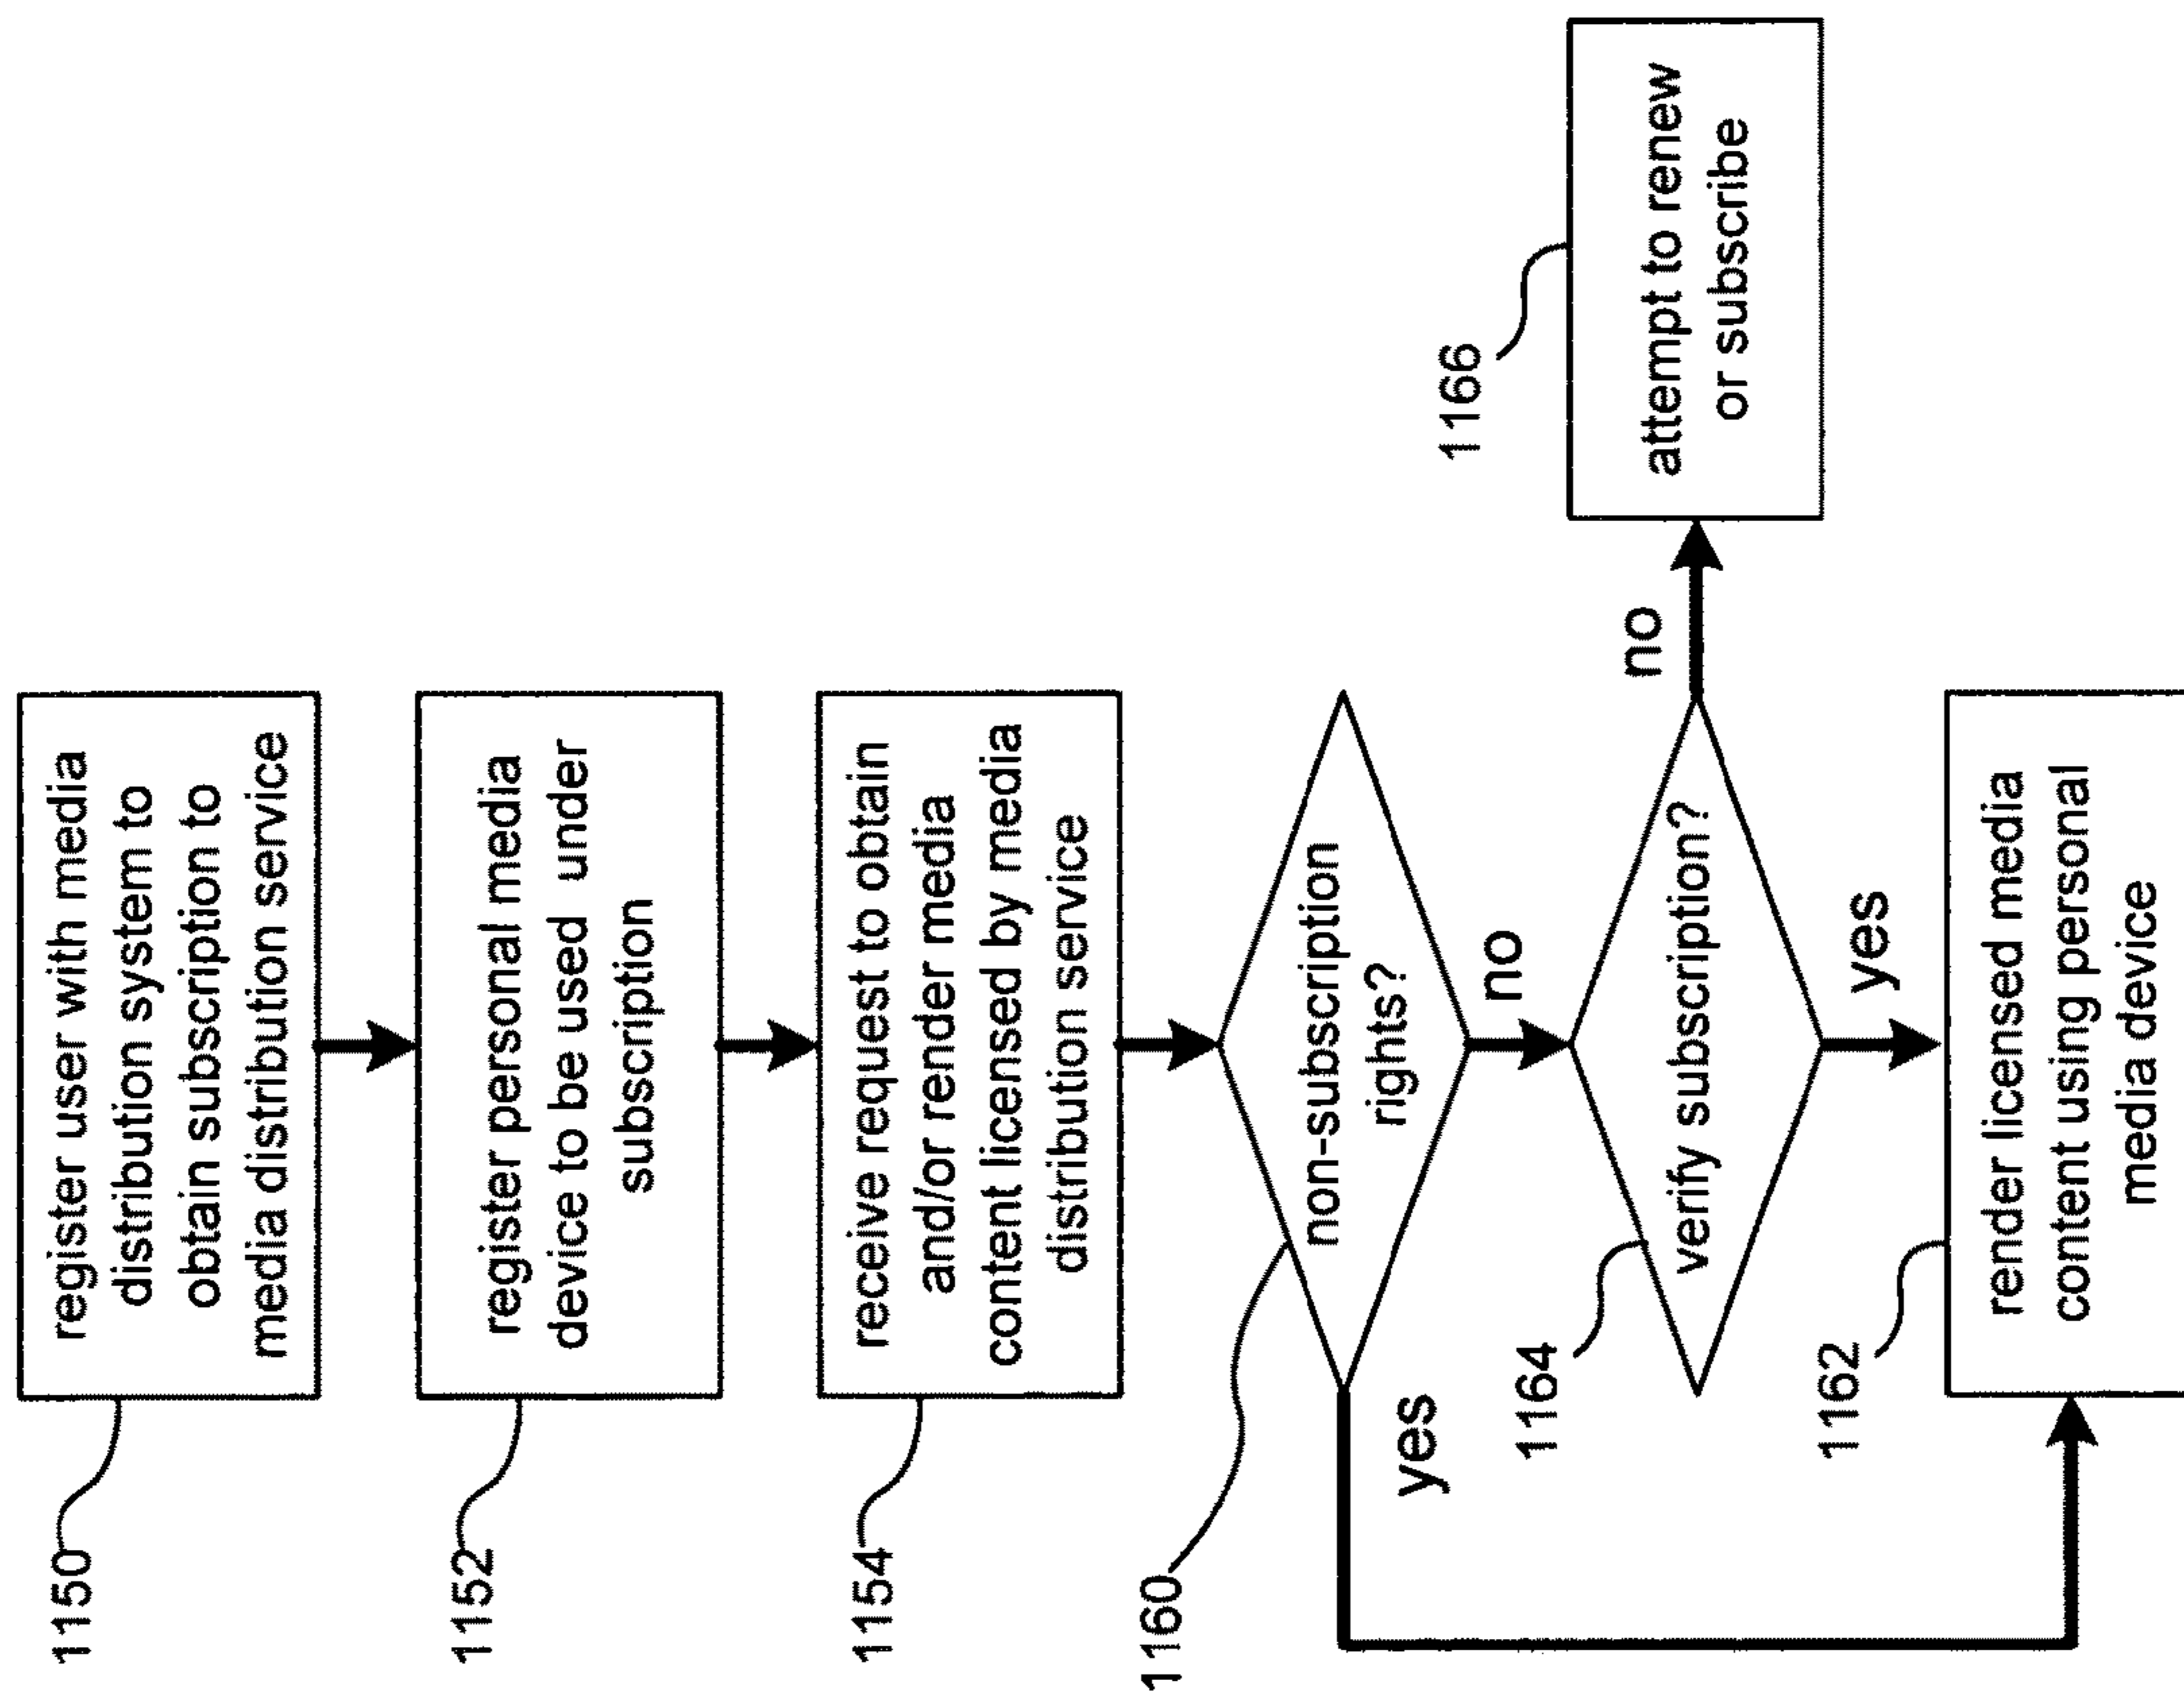 1150
register user with media
distribution system to
obtain subscription to
media distribution service
1152
register personal media
device to be used under
subscription
1154
receive request to obtain
and/or render media
content licensed by media
distribution service
1160
non-subscription
rights?
yes
no
1164
verify subscription?
no
1166
attempt to renew
or subscribe
yes
1162
render licensed media
content using personal
media device